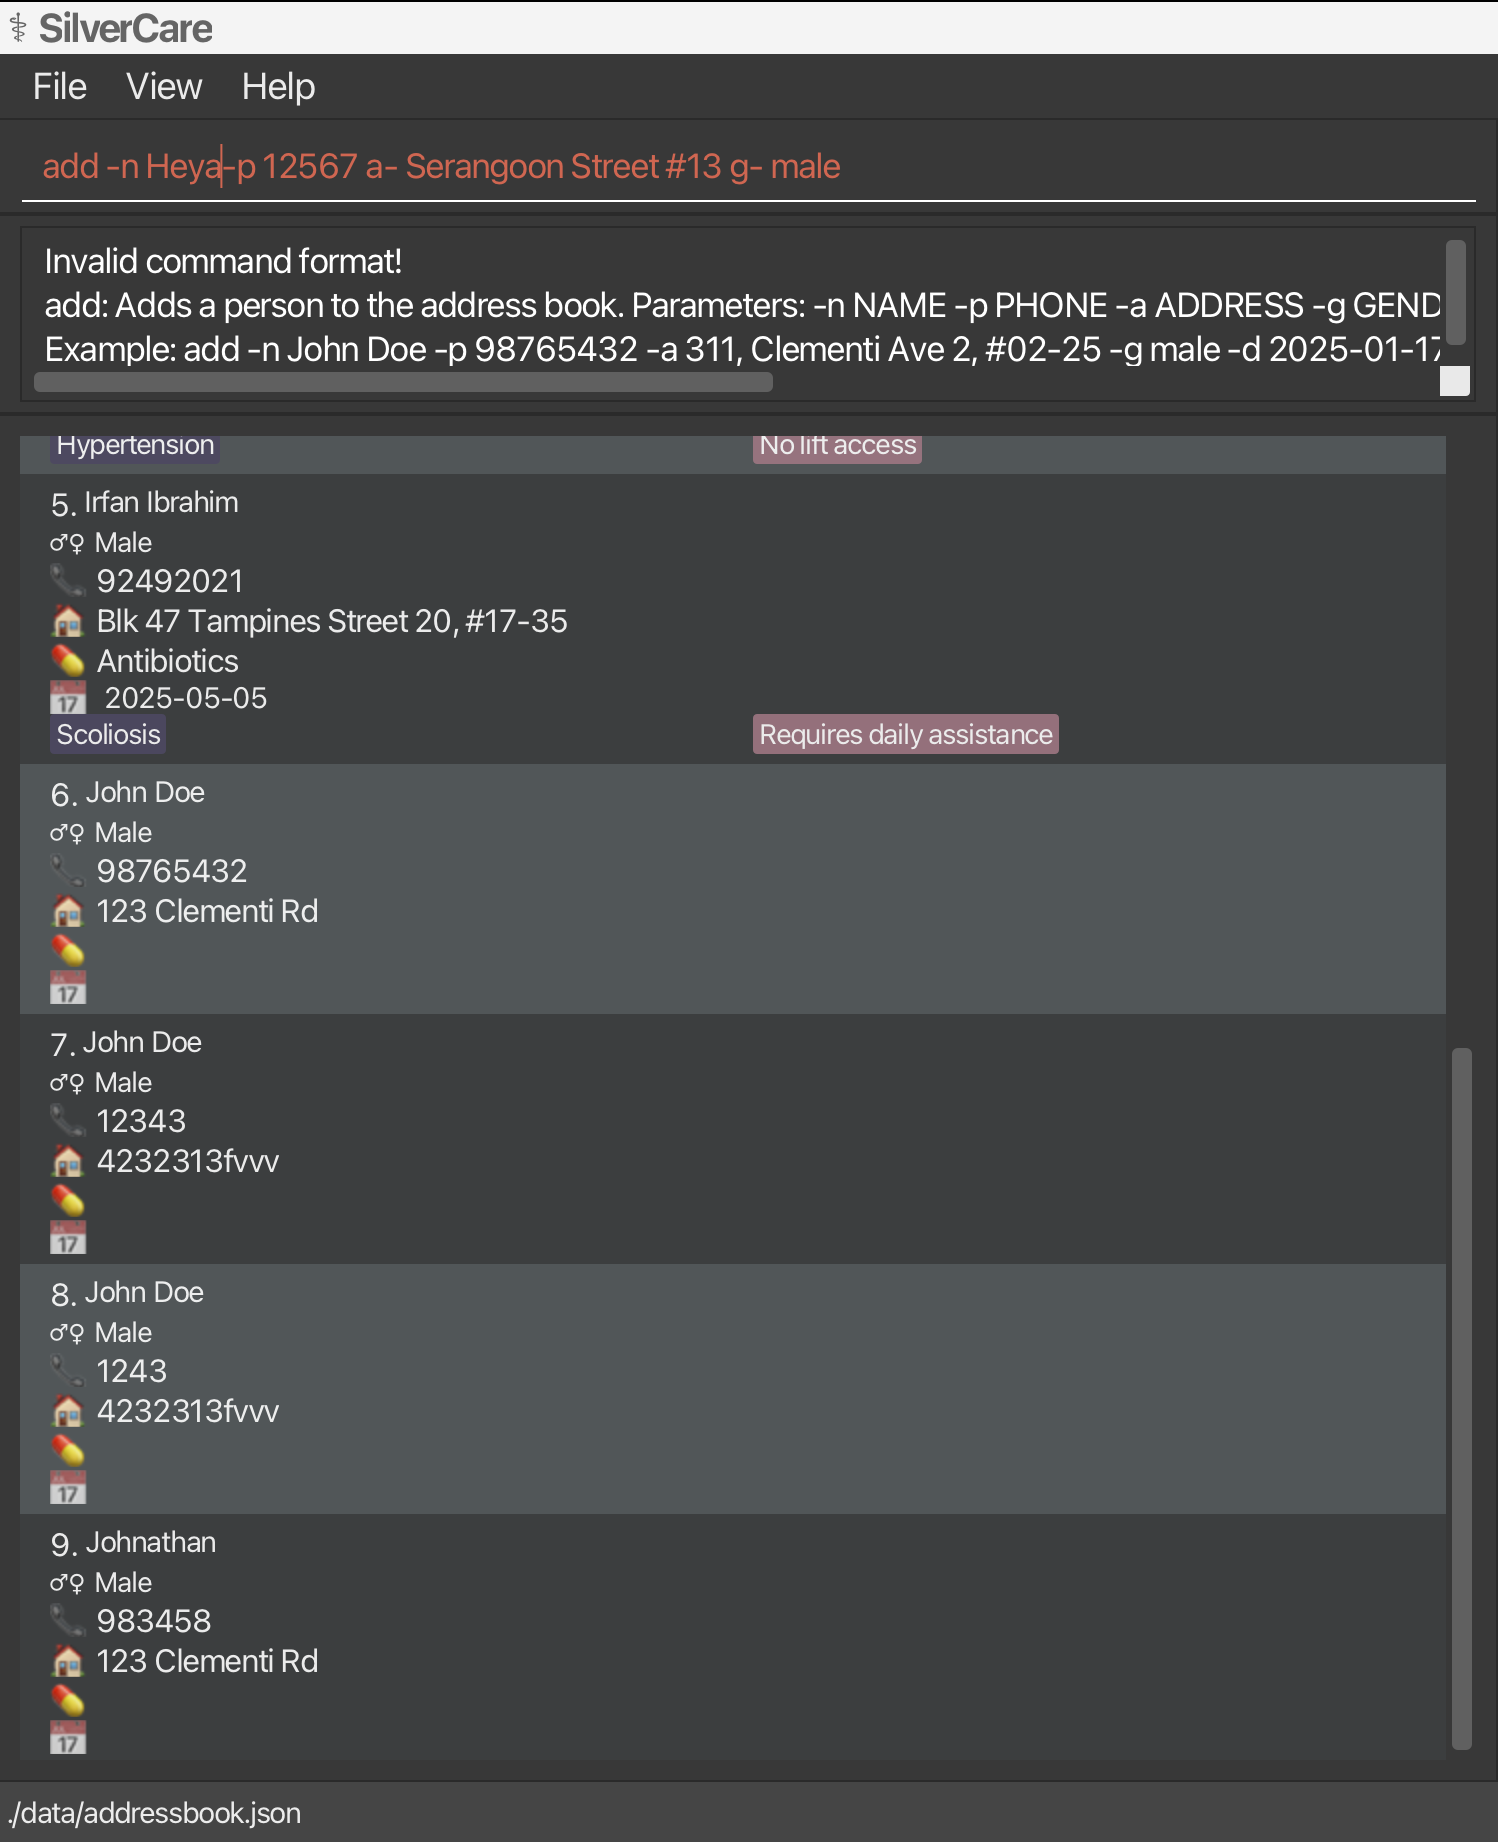 SilverCare
File View Help
add -n Heya-p 12567 a- Serangoon Street #13 g- male
Invalid command format!
add: Adds a person to the address book. Parameters: -n NAME -p PHONE -a ADDRESS -g GEND
Example: add -n John Doe -p 98765432 -a 311, Clementi Ave 2, #02-25 -g male -d 2025-01-17
Hypertension No lift access
5. Irfan Ibrahim
♂♀ Male
92492021
Blk 47 Tampines Street 20, #17-35
Antibiotics
17 2025-05-05
Scoliosis Requires daily assistance
6. John Doe
♂♀ Male
98765432
123 Clementi Rd
17
7. John Doe
♂♀ Male
12343
4232313fvvv
17
8. John Doe
♂♀ Male
1243
4232313fvvv
17
9. Johnathan
♂♀ Male
983458
123 Clementi Rd
17
./data/addressbook.json